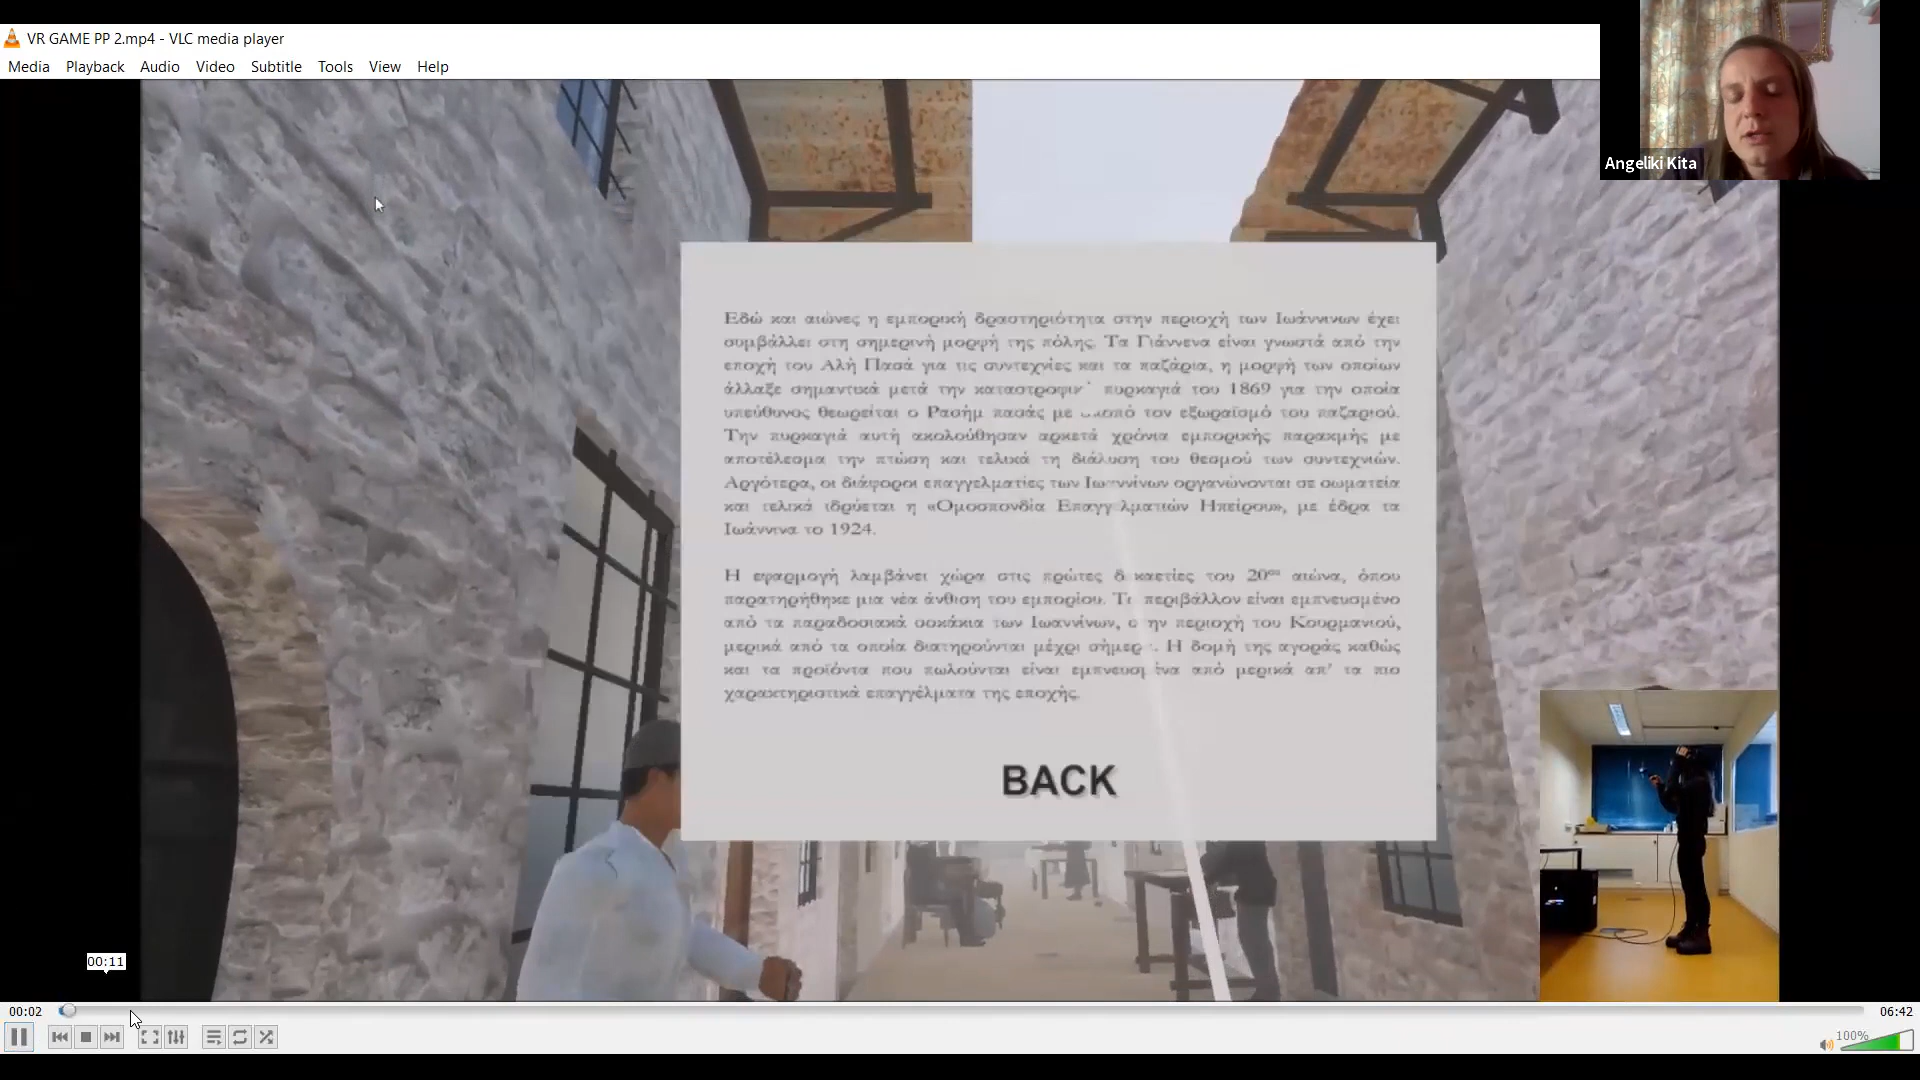 VR GAME PP 2.mp4 - VLC media player
Media Playback Audio Video Subtitle Tools View Help
Angeliki Kita
Εδώ και αιώνες η εμπορική δραστηριότητα στην περιοχή των Ιωάννινων έχει
συμβάλλει στη σημερινή μορφή της πόλης. Τα Γιάννενα είναι γνωστά από την
εποχή του Αλή Πασά για τις συντεχνίες και τα παζάρια, η μορφή των οποίων
άλλαξε σημαντικά μετά την πυρκαγιά του 1869 για την οποία
υπεύθυνος θεωρείται ο Ρασήμ πασάς με σκοπό τον εξωραϊσμό του παζαριού.
Την πυρκαγιά αυτή ακολούθησαν αρκετά χρόνια εμπορικής παρακμής με
αποτέλεσμα την πτώση και τελικά τη διάλυση του θεσμού των συντεχνιών.
Αργότερα, οι διάφοροι επαγγελματίες των Ιωαννίνων οργανώνονται σε σωματεία
και τελικά ιδρύεται η «Ομοσπονδία Επαγγελματιών Ηπείρου», με έδρα τα
Ιωάννινα το 1924.
Η εφαρμογή λαμβάνει χώρα στις πρώτες δεκαετίες του 20ου αιώνα, όπου
παρατηρήθηκε μια νέα άνθιση του εμπορίου. Το περιβάλλον είναι εμπνευσμένο
από τα παραδοσιακά σοκάκια των Ιωαννίνων, στην περιοχή του Κουρμανιού,
μερικά από τα οποία διατηρούνται μέχρι σήμερα. Η δομή της αγοράς καθώς
και τα προϊόντα που πωλούνται είναι εμπνευσμένα από μερικά απ' τα πιο
χαρακτηριστικά επαγγέλματα της εποχής.
BACK
00:11
00:02
06:42
100%